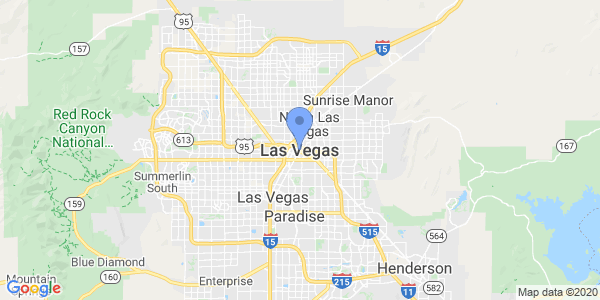 95
157
15
Sunrise Manor
Red Rock
Canyon
National...
North Las
Vegas
613
95
Las Vegas
167
Summerlin
South
159
Las Vegas
Paradise
515
564
15
Blue Diamond
160
Henderson
Mountain
Enterprise
215
11
582
Google
Map data ©2020